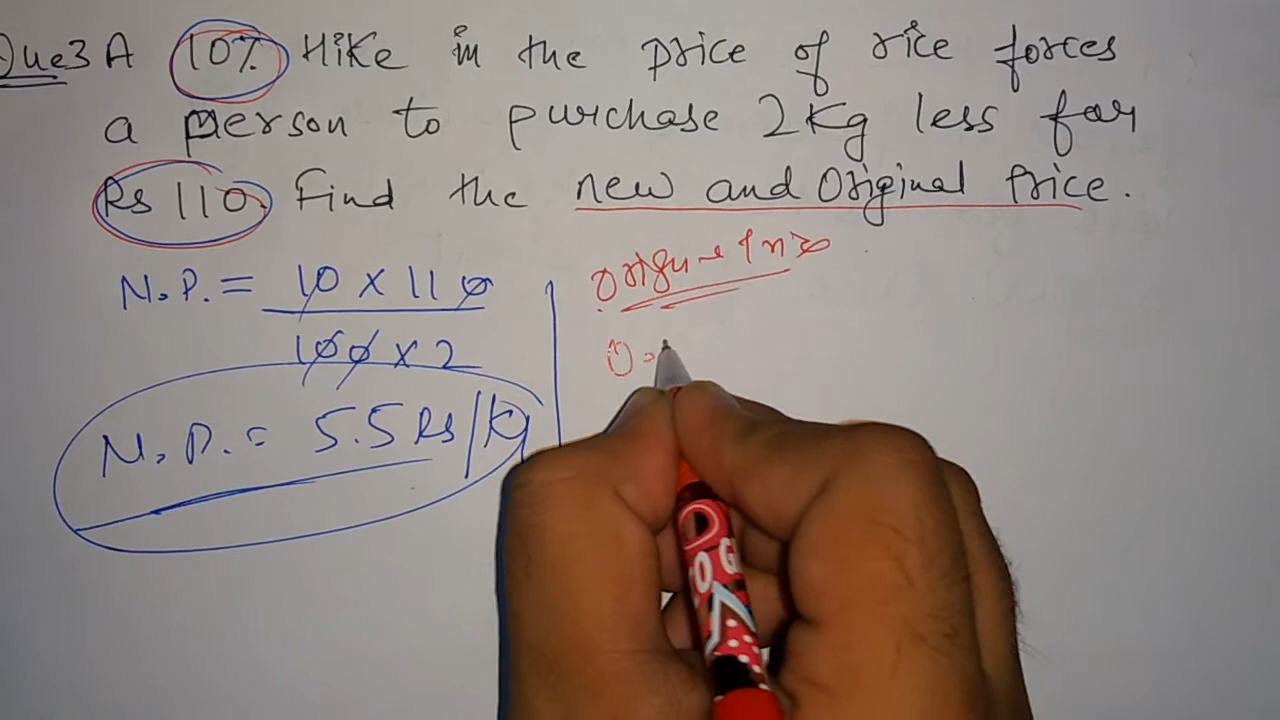 Que3 A 10% Hike in the price of rice forces
a person to purchase 2Kg less for
Rs 110. Find the new and Original Price.
N.P. = 10 x 110
100 x 2
N.P. = 5.5 Rs/K
O =